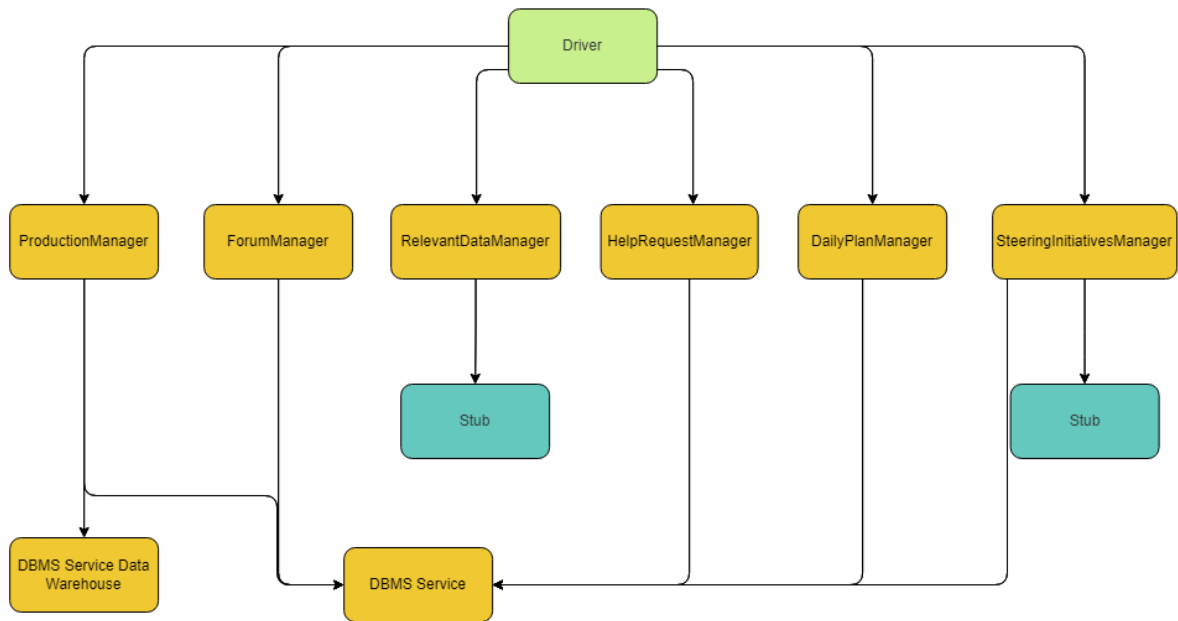 Driver
ProductionManager
ForumManager
RelevantDataManager
HelpRequestManager
DailyPlanManager
SteeringInitiativesManager
Stub
Stub
DBMS Service Data
Warehouse
DBMS Service